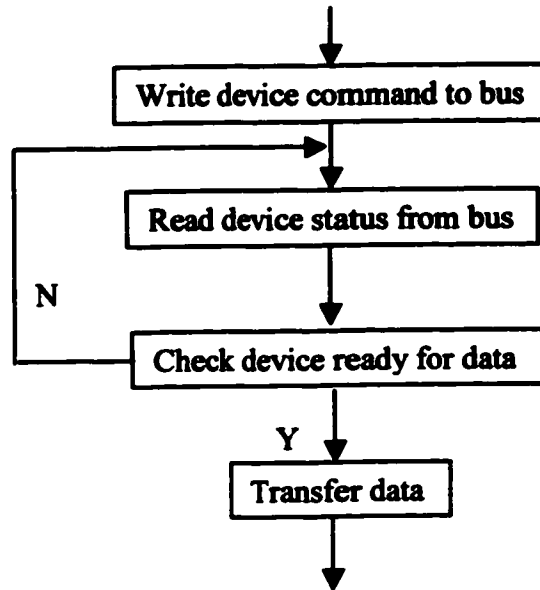 Write device command to bus
Read device status from bus
N
Check device ready for data
Y
Transfer data